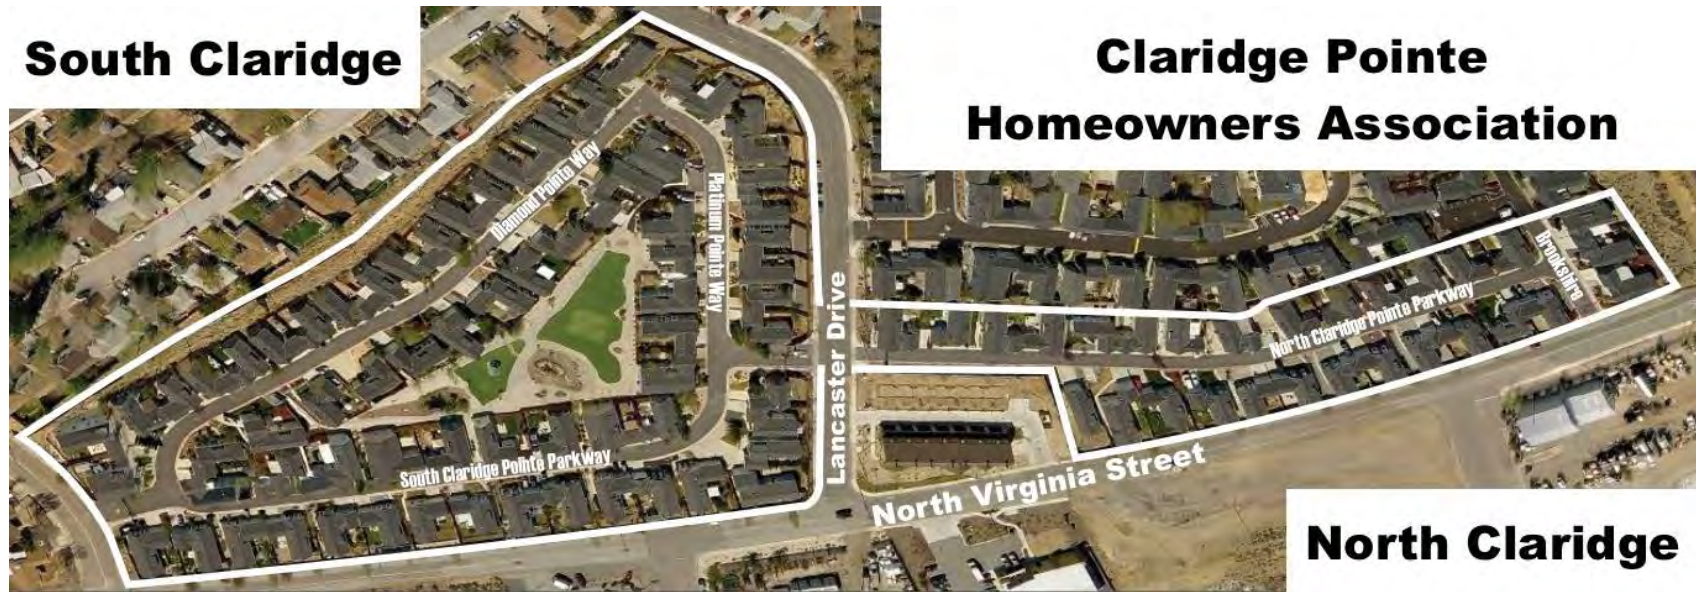 South Claridge
Claridge Pointe
Homeowners Association
Diamond Pointe Way
Platinum Pointe Way
Lancaster Drive
Brookshire
North Claridge Pointe Parkway
South Claridge Pointe Parkway
North Virginia Street
North Claridge